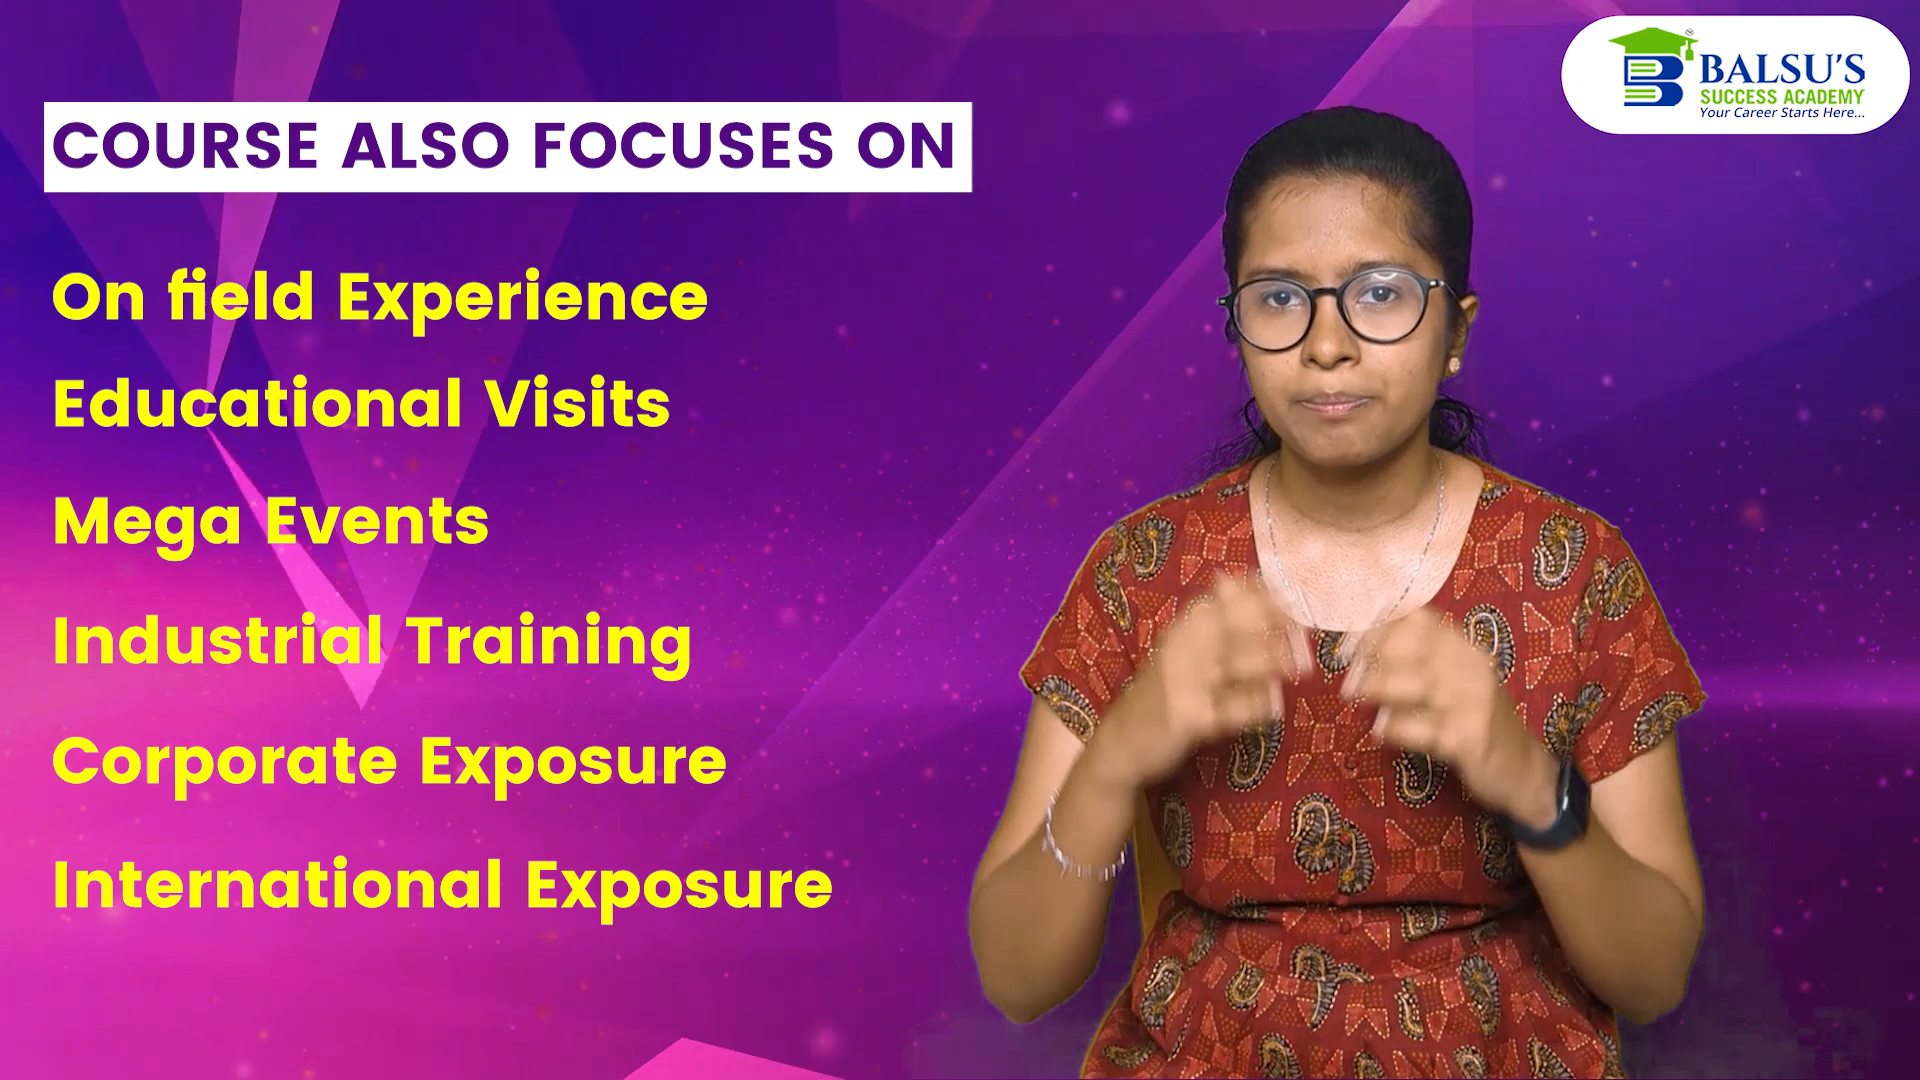 COURSE ALSO FOCUSES ON
On field Experience
Educational Visits
Mega Events
Industrial Training
Corporate Exposure
International Exposure
BALSU'S
SUCCESS ACADEMY
Your Career Starts Here...